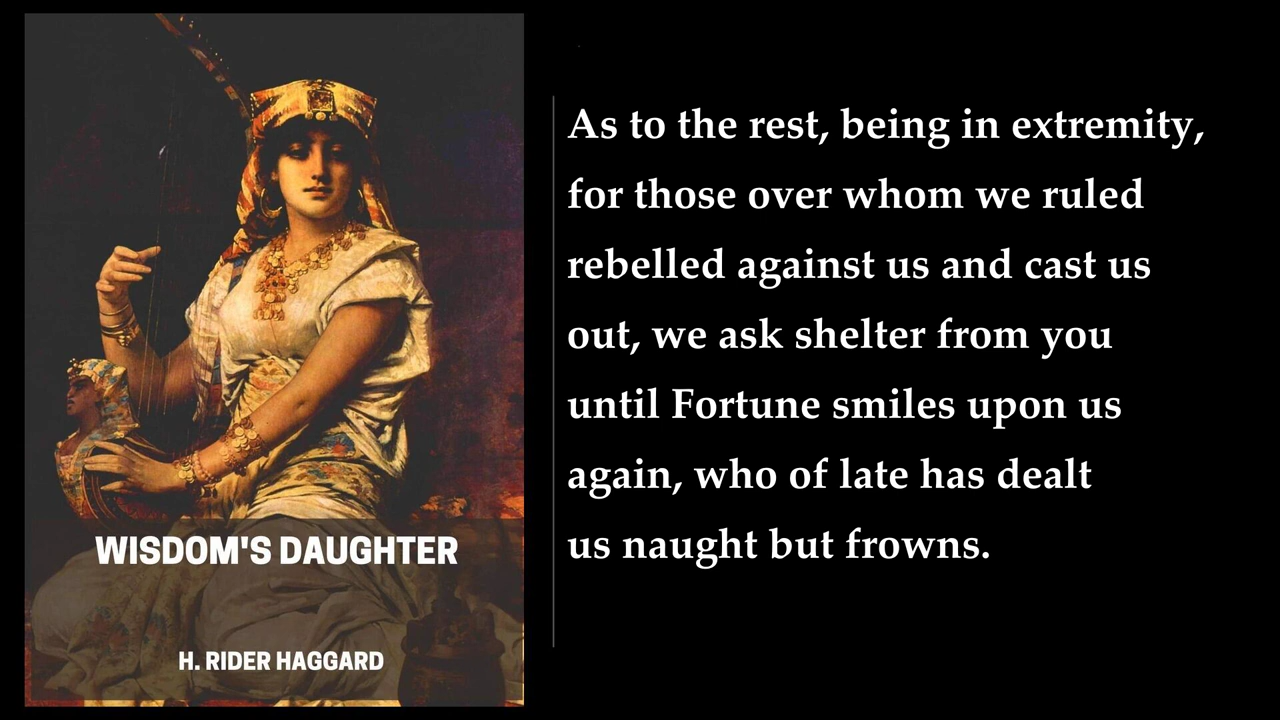 WISDOM'S DAUGHTER
H. RIDER HAGGARD
As to the rest, being in extremity,
for those over whom we ruled
rebelled against us and cast us
out, we ask shelter from you
until Fortune smiles upon us
again, who of late has dealt
us naught but frowns.